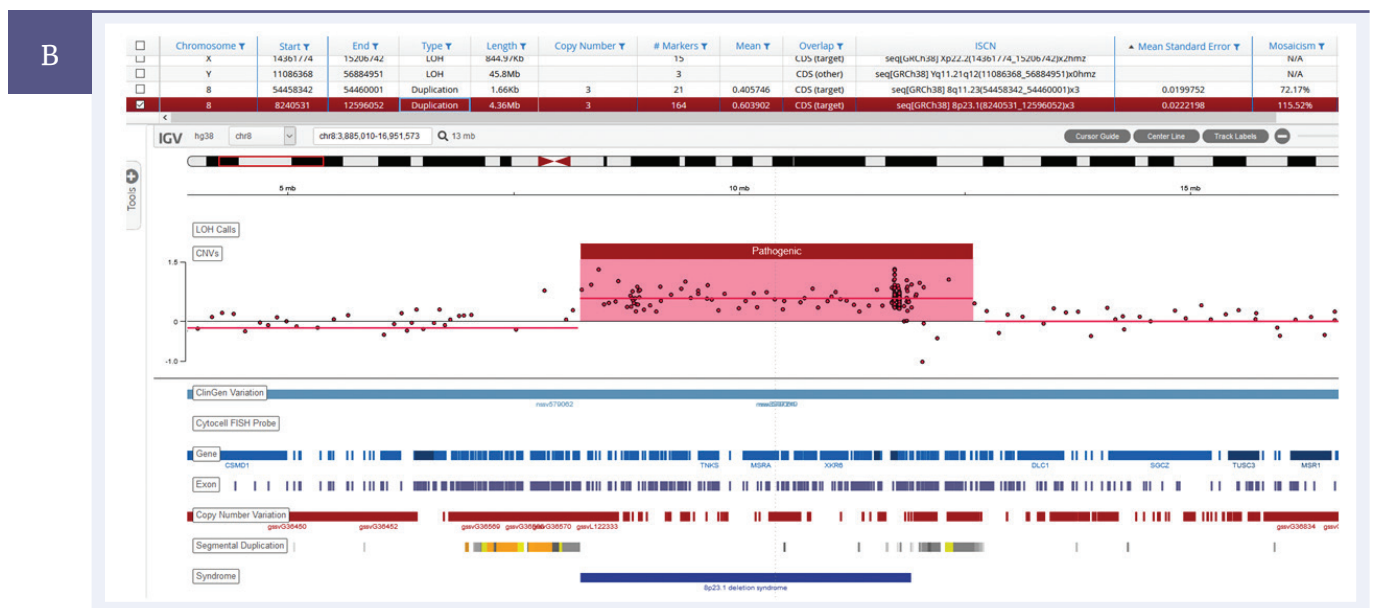 B
Chromosome Start End Type Length Copy Number # Markers Mean Overlap ISCN Mean Standard Error Mosaicism
X 14361774 15206742 LOH 844.97Kb 15 CDS (target) seq[GRCh38] Xp22.2(14361774_15206742)x2hmz N/A
Y 11086368 56884951 LOH 45.8Mb 3 CDS (other) seq[GRCh38] Yq11.21q12(11086368_56884951)x0hmz N/A
8 54458342 54460001 Duplication 1.66Kb 3 21 0.405746 CDS (target) seq[GRCh38] 8q11.23(54458342_54460001)x3 0.0199752 72.17%
8 8240531 12596052 Duplication 4.36Mb 3 164 0.603902 CDS (target) seq[GRCh38] 8p23.1(8240531_12596052)x3 0.0222198 115.52%
IGV hg38 chr8 chr8:3,885,010-16,951,573 13 mb Cursor Guide Center Line Track Labels
Tools
5 mb 10 mb 15 mb
LOH Calls
CNVs
Pathogenic
1.5
0
-1.0
ClinGen Variation
nssv579062
Cytocell FISH Probe
Gene
CSMD1 TNKS MSRA XKR6 DLC1 SGCZ TUSC3 MSR1
Exon
Copy Number Variation
gssvG36450 gssvG36452 gssvG36569 gssvG36570 gssvL122333 gssvG36834
Segmental Duplication
Syndrome
8p23.1 deletion syndrome